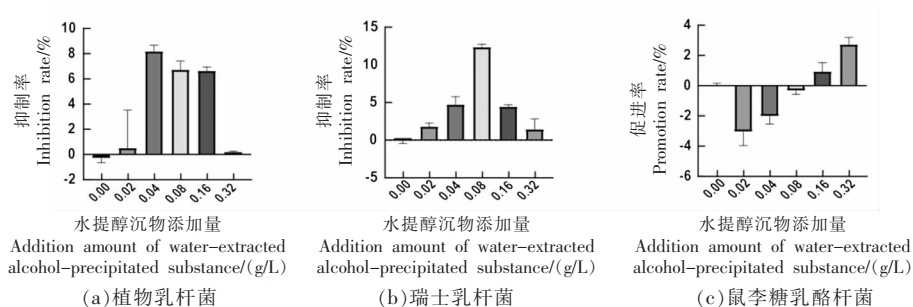 抑制率
Inhibition rate/%
10
8
6
4
2
0
-2
0.00
0.02
0.04
0.08
0.16
0.32
水提醇沉物添加量
Addition amount of water-extracted
alcohol-precipitated substance/(g/L)
(a)植物乳杆菌
抑制率
Inhibition rate/%
15
10
5
0
-5
0.00
0.02
0.04
0.08
0.16
0.32
水提醇沉物添加量
Addition amount of water-extracted
alcohol-precipitated substance/(g/L)
(b)瑞士乳杆菌
促进率
Promotion rate/%
4
2
0
-2
-4
-6
0.00
0.02
0.04
0.08
0.16
0.32
水提醇沉物添加量
Addition amount of water-extracted
alcohol-precipitated substance/(g/L)
(c)鼠李糖乳酪杆菌